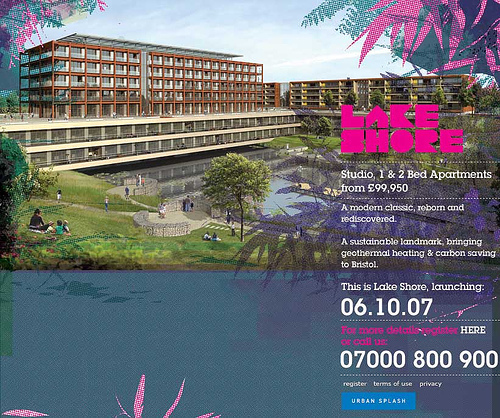 LAKE
SHORE
Studio, 1 & 2 Bed Apartments
from £99,950
A modern classic, reborn and
rediscovered.
A sustainable landmark, bringing
geothermal heating & carbon saving
to Bristol.
This is Lake Shore, launching:
06.10.07
For more details register HERE
or call us:
07000 800 900
register terms of use privacy
URBAN SPLASH